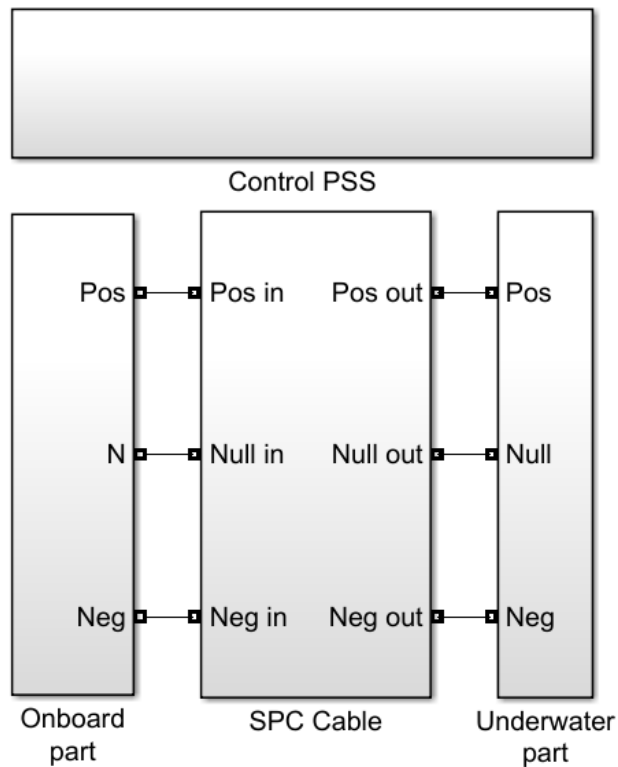 Control PSS
Pos Pos in Pos out Pos
N Null in Null out Null
Neg Neg in Neg out Neg
Onboard part
SPC Cable
Underwater part